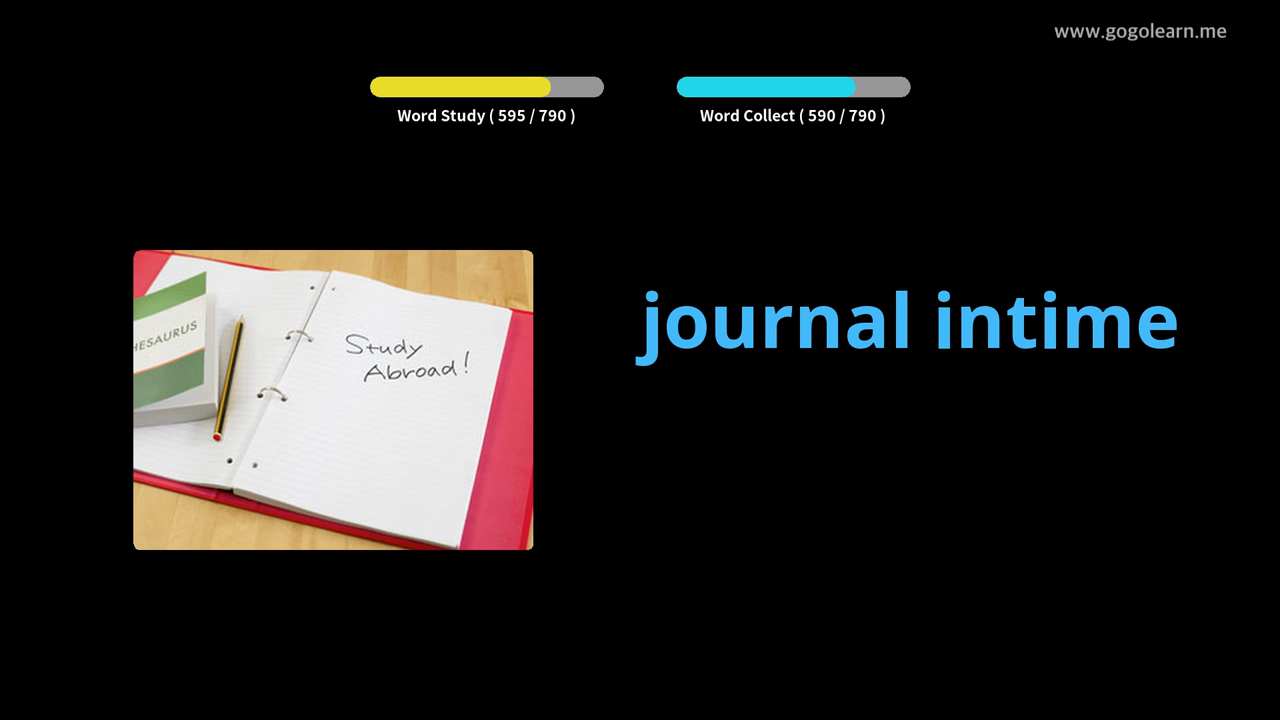 www.gogolearn.me
Word Study ( 595 / 790 )
Word Collect ( 590 / 790 )
HESAURUS
Study
Abroad!
journal intime